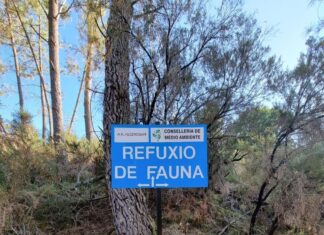 CONSELLERIA DE
MEDIO AMBIENTE
REFUXIO
DE FAUNA